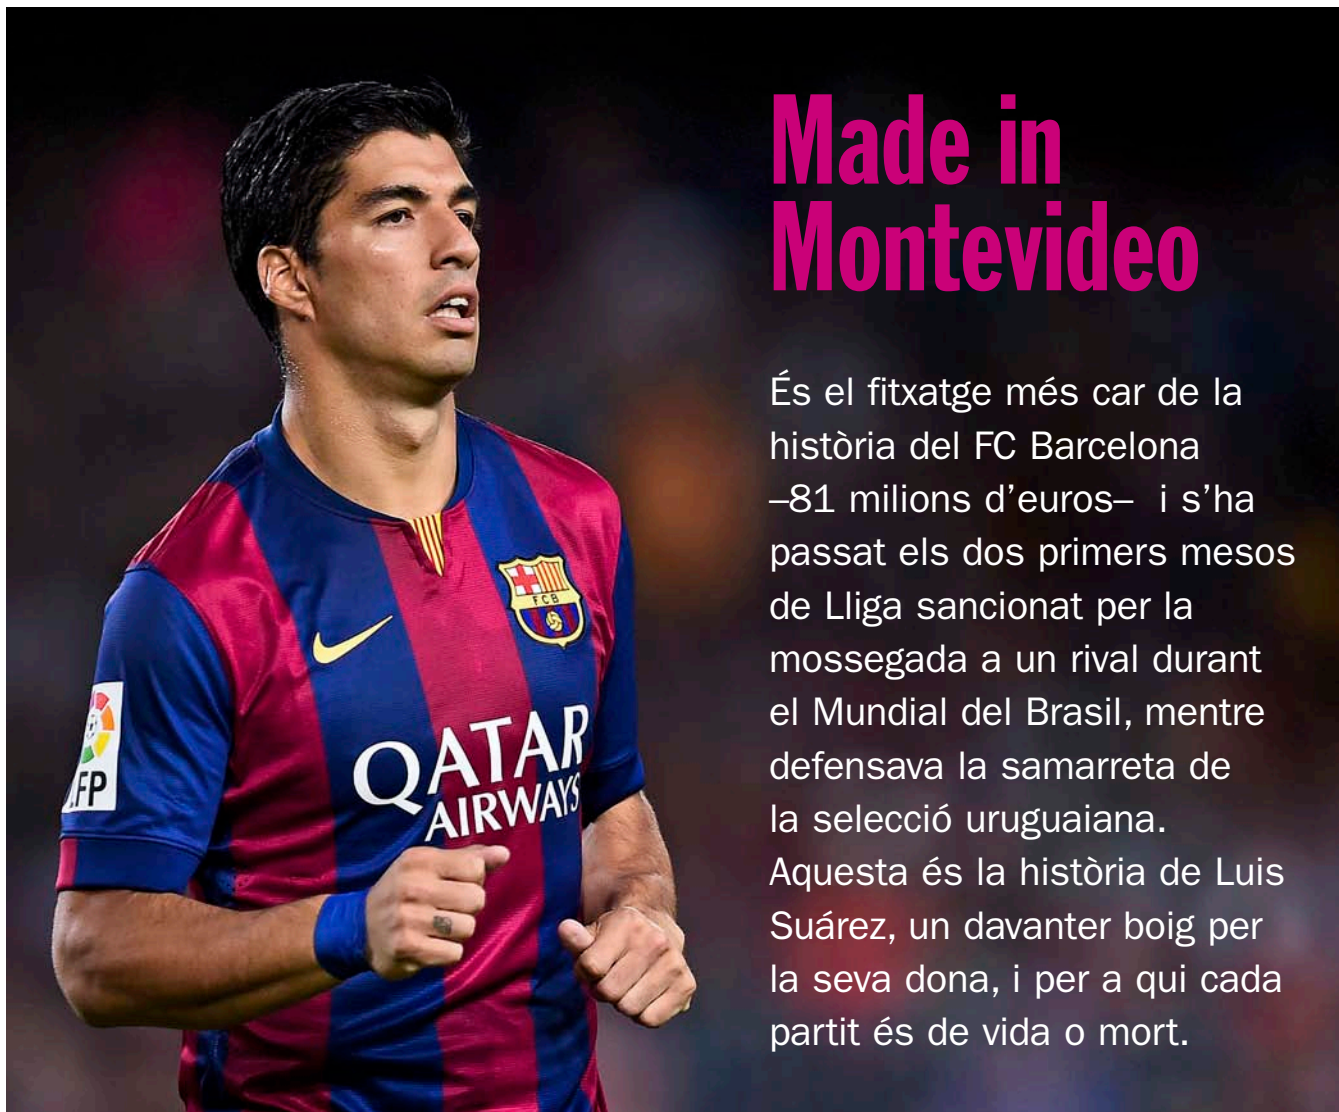 Made in
Montevideo
És el fitxatge més car de la
història del FC Barcelona
–81 milions d’euros– i s’ha
passat els dos primers mesos
de Lliga sancionat per la
mossegada a un rival durant
el Mundial del Brasil, mentre
defensava la samarreta de
la selecció uruguaiana.
Aquesta és la història de Luis
Suárez, un davanter boig per
la seva dona, i per a qui cada
partit és de vida o mort.
FCB
QATAR
AIRWAYS
FP